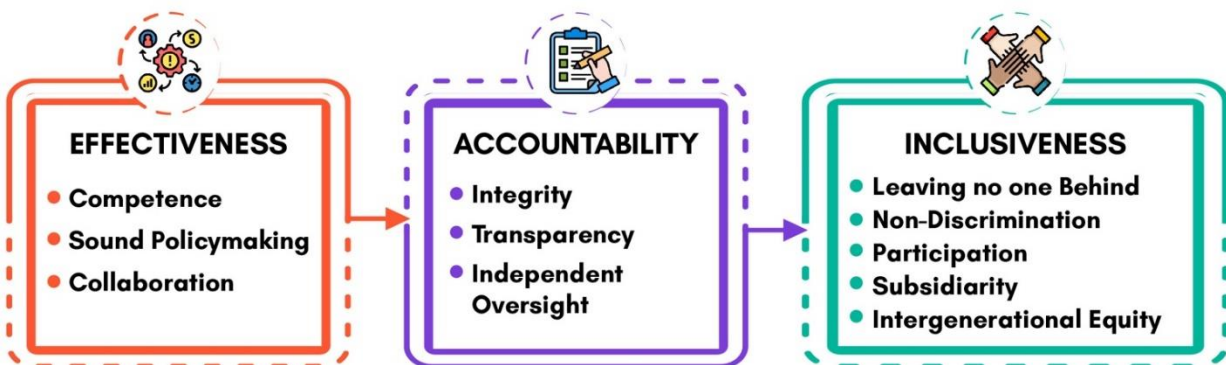 EFFECTIVENESS
Competence
Sound Policymaking
Collaboration
ACCOUNTABILITY
Integrity
Transparency
Independent
Oversight
INCLUSIVENESS
Leaving no one Behind
Non-Discrimination
Participation
Subsidiarity
Intergenerational Equity